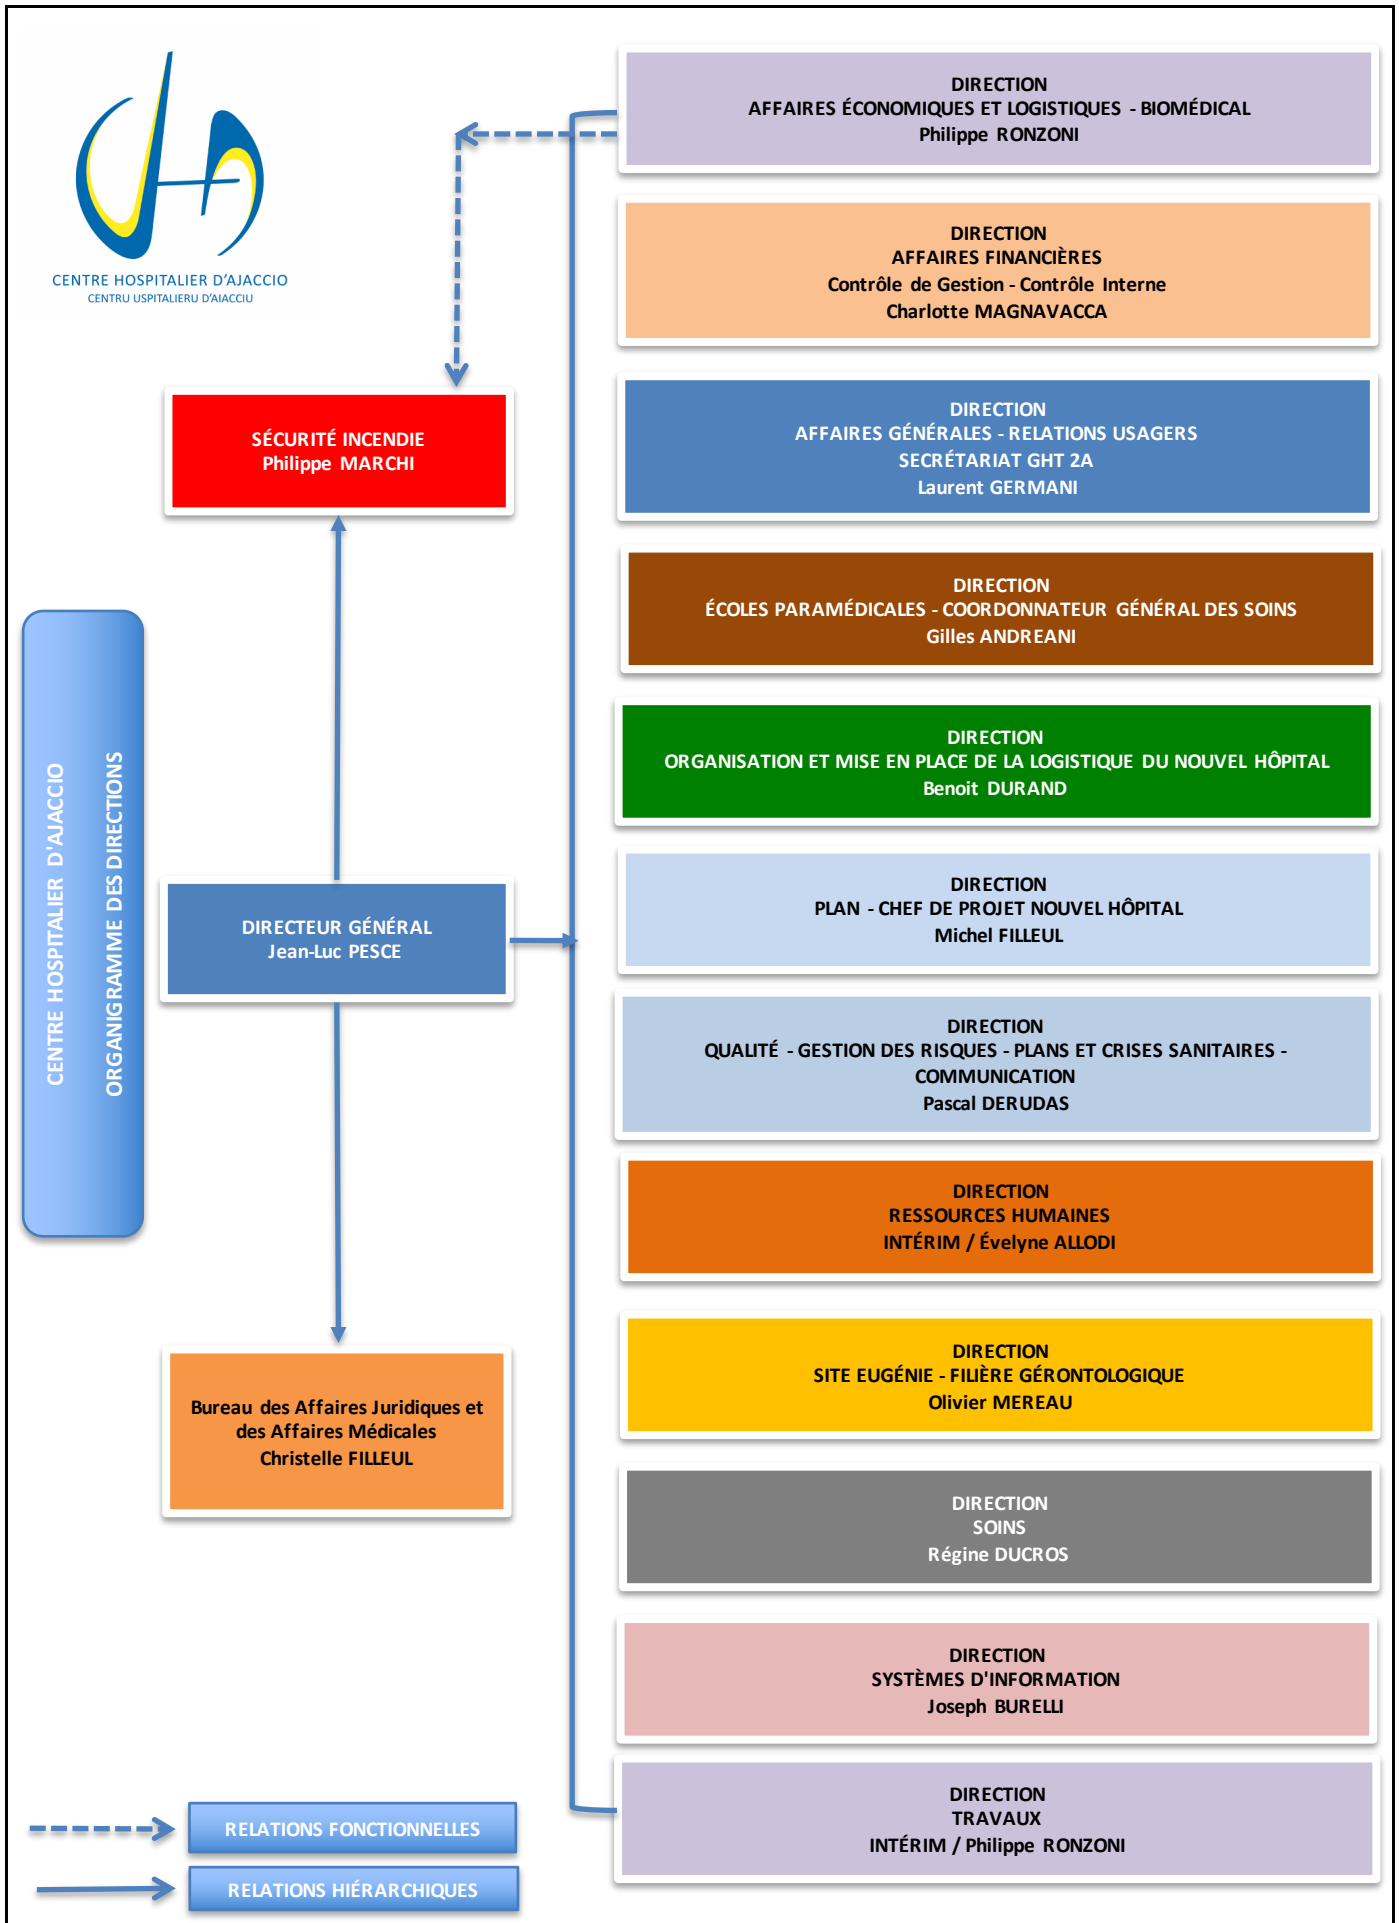 CENTRE HOSPITALIER D'AJACCIO
CENTRU USPITALIERU D'AIACCIU
CENTRE HOSPITALIER D'AJACCIO
ORGANIGRAMME DES DIRECTIONS
SÉCURITÉ INCENDIE
Philippe MARCHI
DIRECTEUR GÉNÉRAL
Jean-Luc PESCE
Bureau des Affaires Juridiques et
des Affaires Médicales
Christelle FILLEUL
DIRECTION
AFFAIRES ÉCONOMIQUES ET LOGISTIQUES - BIOMÉDICAL
Philippe RONZONI
DIRECTION
AFFAIRES FINANCIÈRES
Contrôle de Gestion - Contrôle Interne
Charlotte MAGNAVACCA
DIRECTION
AFFAIRES GÉNÉRALES - RELATIONS USAGERS
SECRÉTARIAT GHT 2A
Laurent GERMANI
DIRECTION
ÉCOLES PARAMÉDICALES - COORDONNATEUR GÉNÉRAL DES SOINS
Gilles ANDREANI
DIRECTION
ORGANISATION ET MISE EN PLACE DE LA LOGISTIQUE DU NOUVEL HÔPITAL
Benoit DURAND
DIRECTION
PLAN - CHEF DE PROJET NOUVEL HÔPITAL
Michel FILLEUL
DIRECTION
QUALITÉ - GESTION DES RISQUES - PLANS ET CRISES SANITAIRES -
COMMUNICATION
Pascal DERUDAS
DIRECTION
RESSOURCES HUMAINES
INTÉRIM / Évelyne ALLODI
DIRECTION
SITE EUGÉNIE - FILIÈRE GÉRONTOLOGIQUE
Olivier MEREAU
DIRECTION
SOINS
Régine DUCROS
DIRECTION
SYSTÈMES D'INFORMATION
Joseph BURELLI
DIRECTION
TRAVAUX
INTÉRIM / Philippe RONZONI
RELATIONS FONCTIONNELLES
RELATIONS HIÉRARCHIQUES